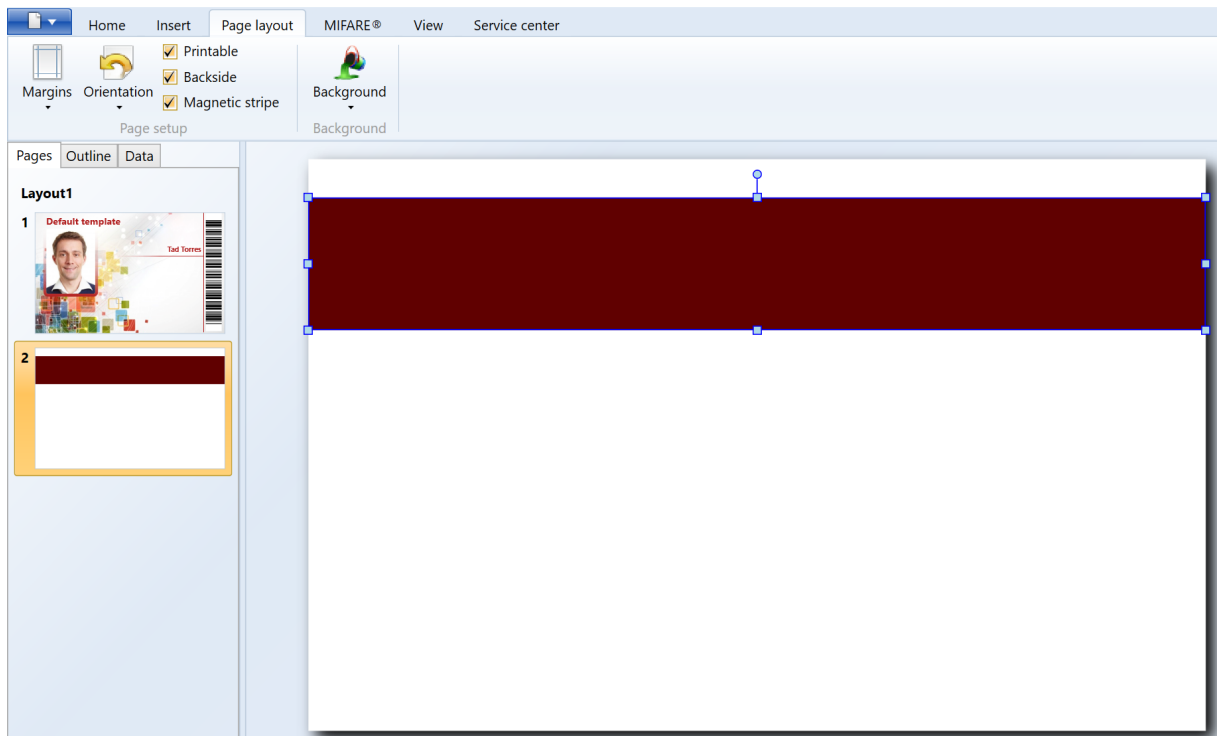 Home Insert Page layout MIFARE® View Service center
Printable
Backside
Magnetic stripe
Margins Orientation
Background
Page setup
Background
Pages Outline Data
Layout1
1
Default template
Tad Torres
2